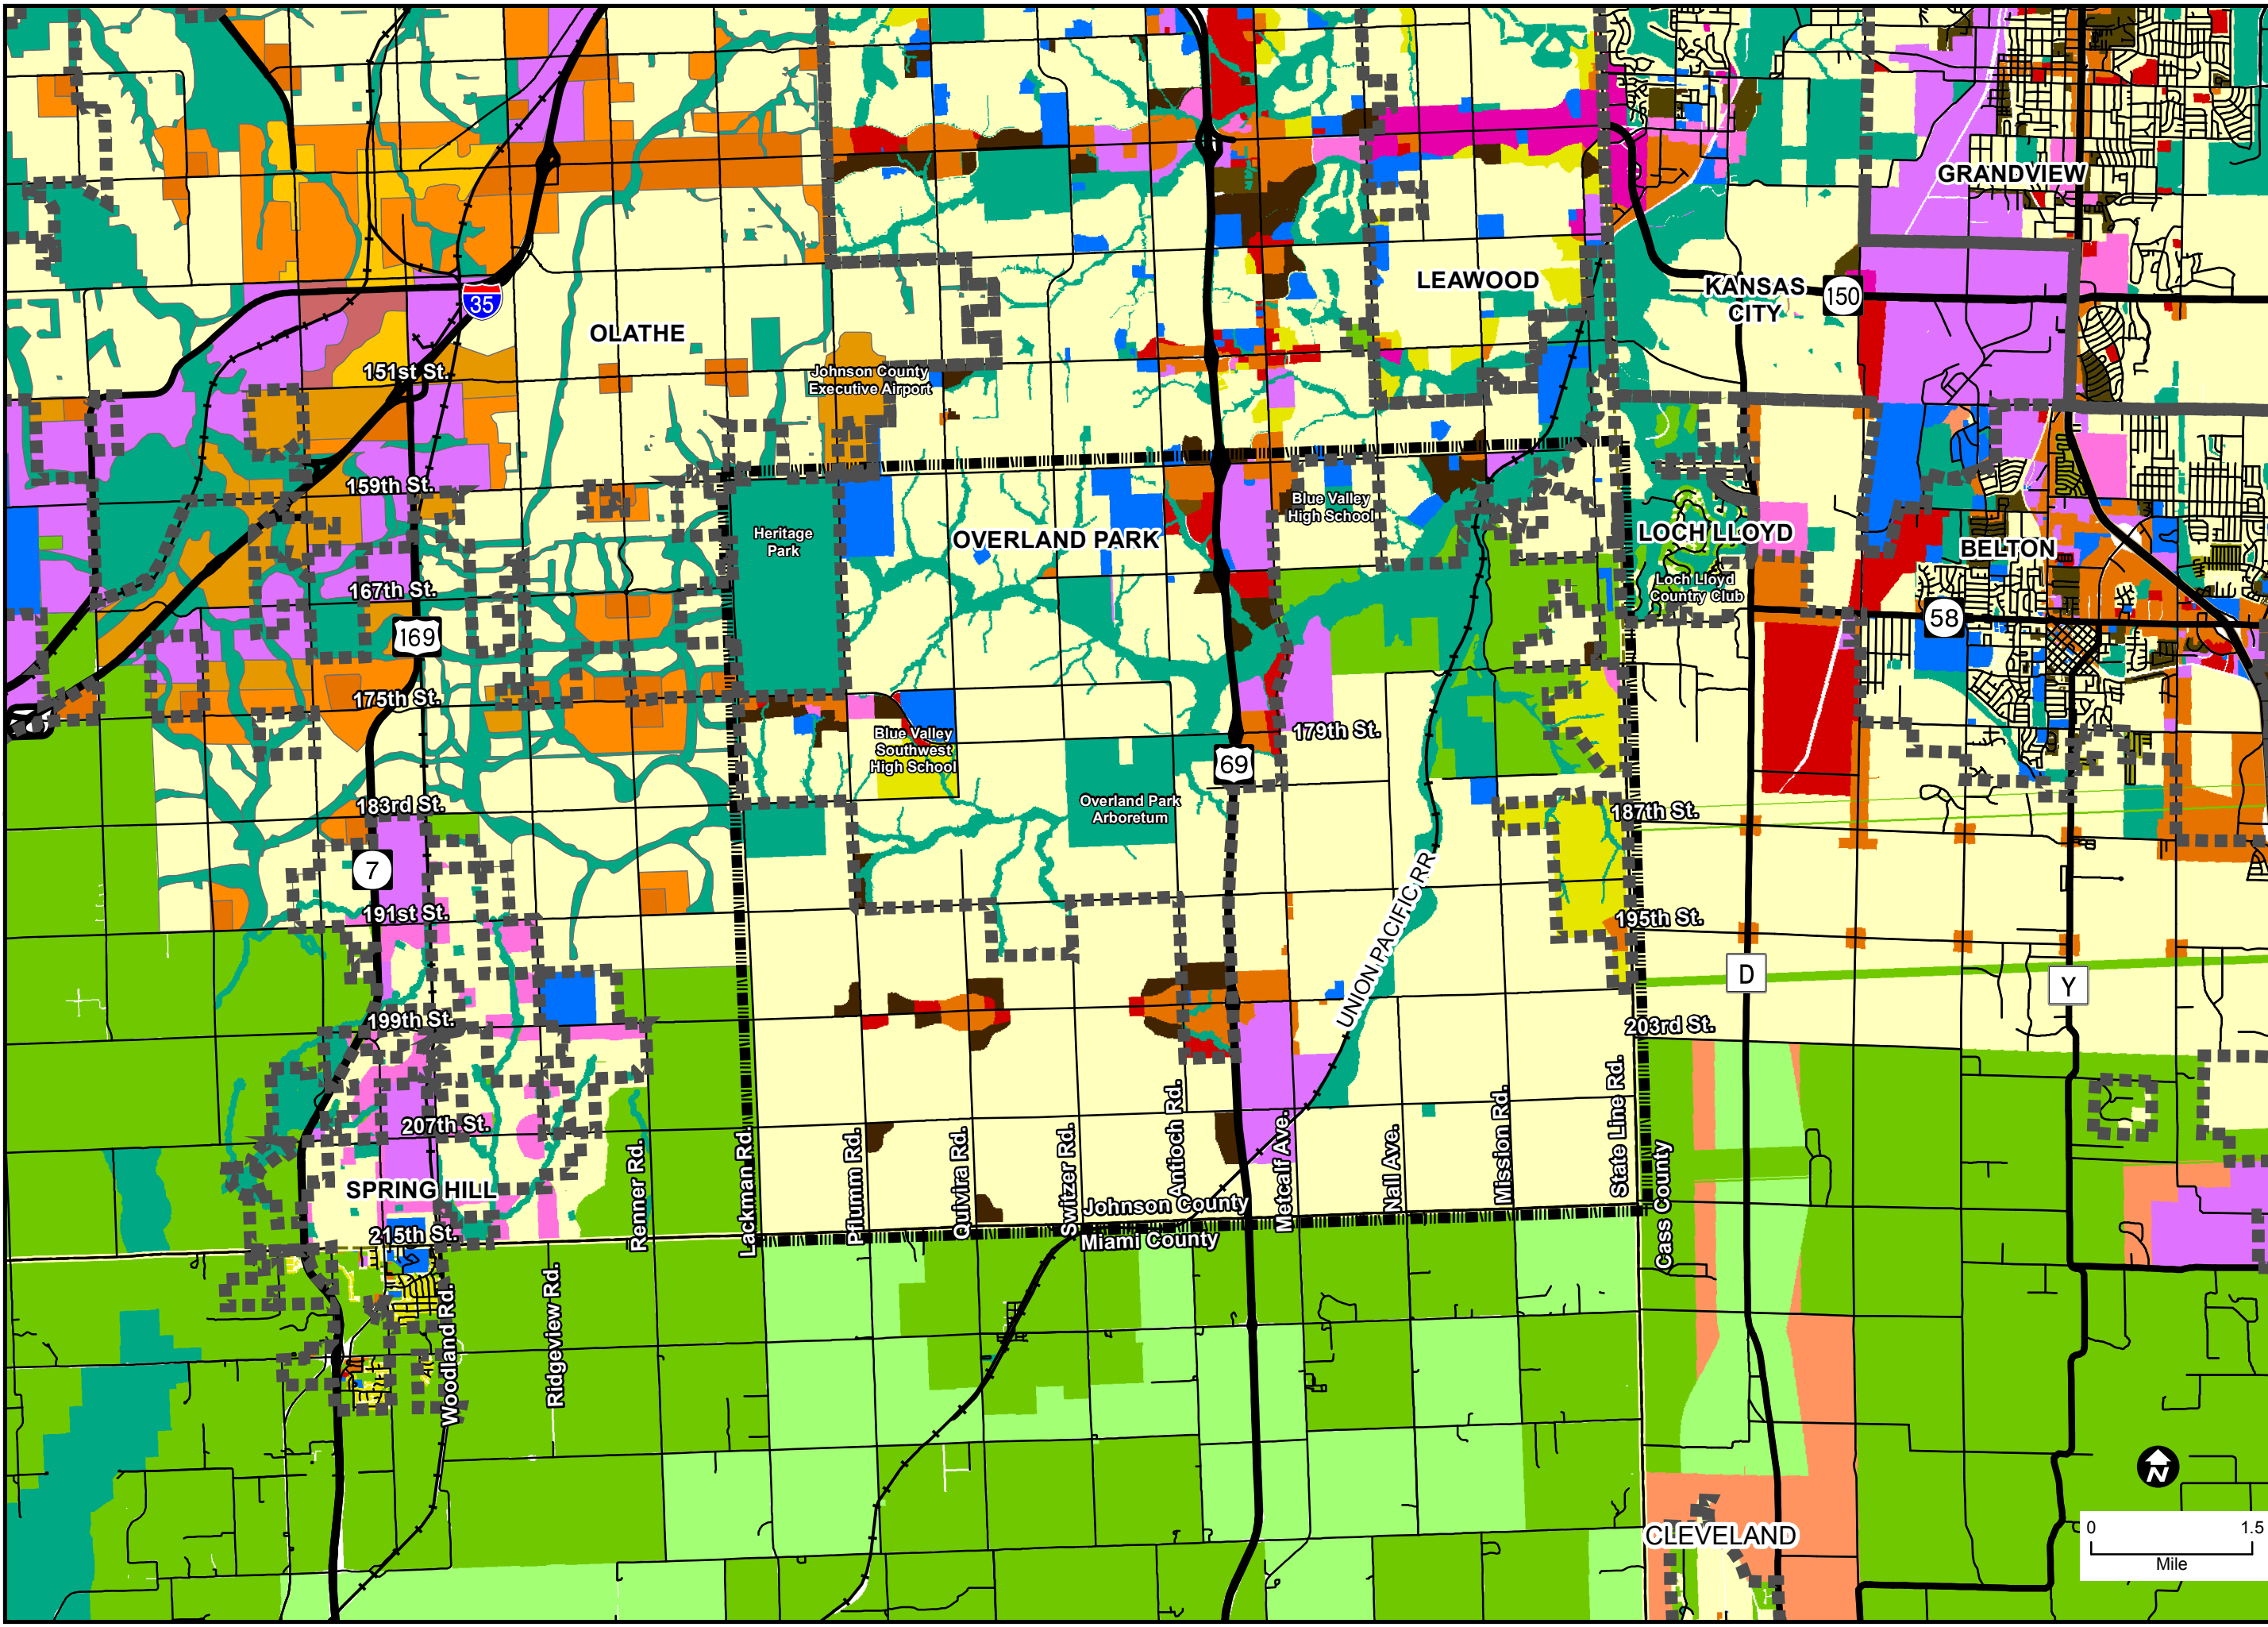 GRANDVIEW
LEAWOOD
KANSAS
CITY
150
35
OLATHE
151st St.
Johnson County
Executive Airport
159th St.
Heritage
Park
OVERLAND PARK
Blue Valley
High School
LOCH LLOYD
BELTON
Loch Lloyd
Country Club
167th St.
169
58
175th St.
Blue Valley
Southwest
High School
179th St.
69
183rd St.
Overland Park
Arboretum
187th St.
7
191st St.
195th St.
UNION PACIFIC RR
D
Y
199th St.
203rd St.
207th St.
SPRING HILL
215th St.
Renner Rd.
Lackman Rd.
Pflumm Rd.
Quivira Rd.
Switzer Rd.
Antioch Rd.
Metcalf Ave.
Nall Ave.
Mission Rd.
State Line Rd.
Cass County
Johnson County
Miami County
Woodland Rd.
Ridgeview Rd.
N
CLEVELAND
0 1.5
Mile